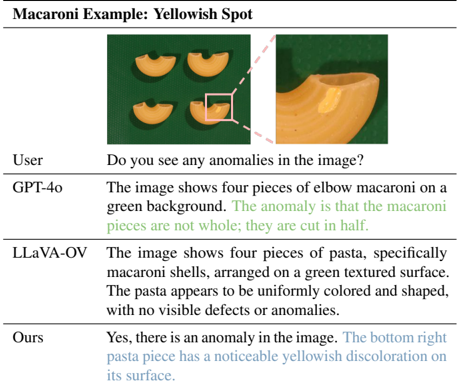 Macaroni Example: Yellowish Spot
User Do you see any anomalies in the image?
GPT-4o The image shows four pieces of elbow macaroni on a
green background. The anomaly is that the macaroni
pieces are not whole; they are cut in half.
LLaVA-OV The image shows four pieces of pasta, specifically
macaroni shells, arranged on a green textured surface.
The pasta appears to be uniformly colored and shaped,
with no visible defects or anomalies.
Ours Yes, there is an anomaly in the image. The bottom right
pasta piece has a noticeable yellowish discoloration on
its surface.